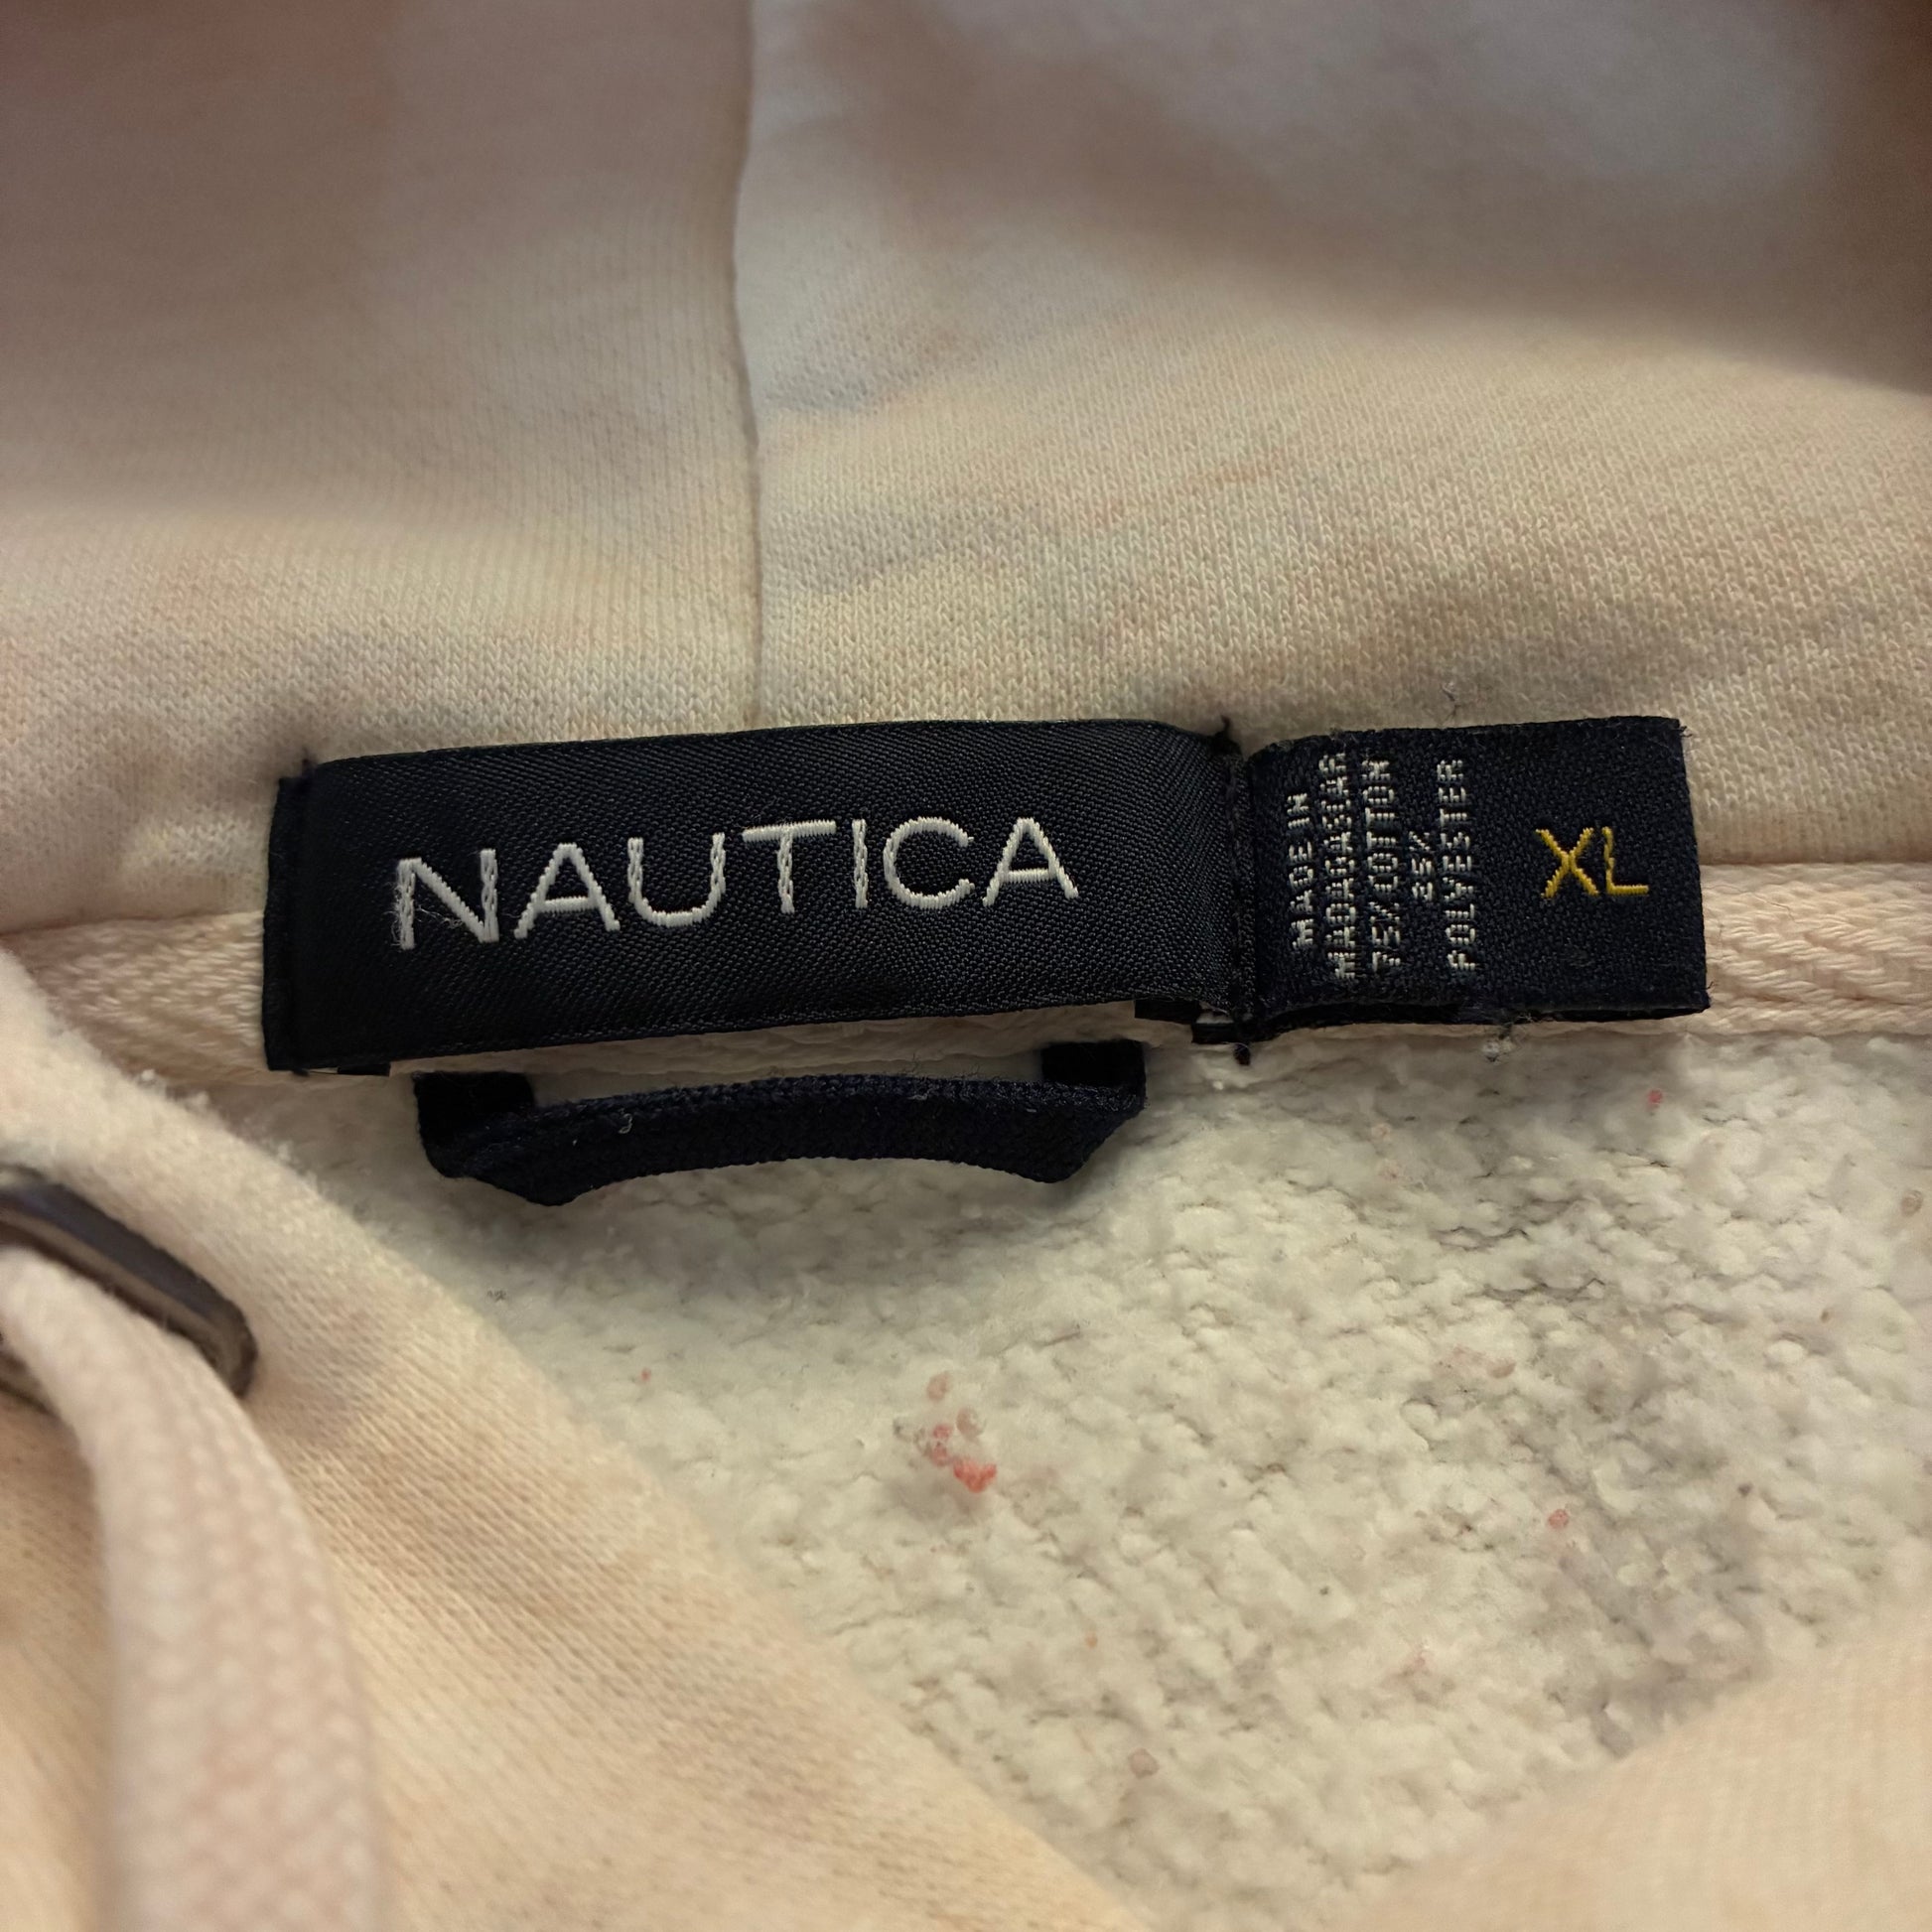 NAUTICA
MADE IN
MADAGASCAR
75% COTTON
25%
POLYESTER
XL